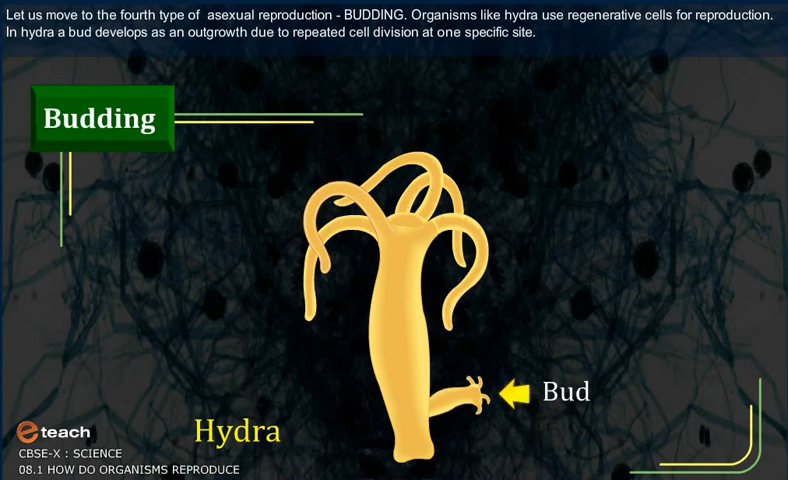 Let us move to the fourth type of  asexual reproduction - BUDDING. Organisms like hydra use regenerative cells for reproduction.
In hydra a bud develops as an outgrowth due to repeated cell division at one specific site.
Budding
Bud
Hydra
eteach
CBSE-X : SCIENCE
08.1 HOW DO ORGANISMS REPRODUCE